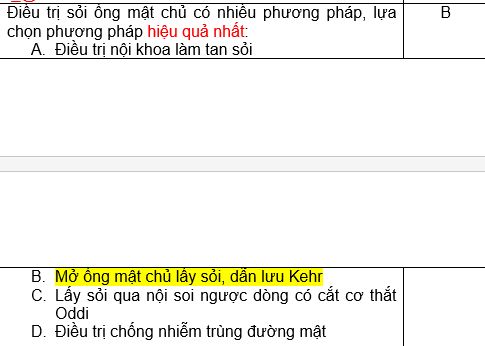 Điều trị sỏi ống mật chủ có nhiều phương pháp, lựa
chọn phương pháp hiệu quả nhất:
B
A. Điều trị nội khoa làm tan sỏi
B. Mở ống mật chủ lấy sỏi, dẫn lưu Kehr
C. Lấy sỏi qua nội soi ngược dòng có cắt cơ thắt
Oddi
D. Điều trị chống nhiễm trùng đường mật